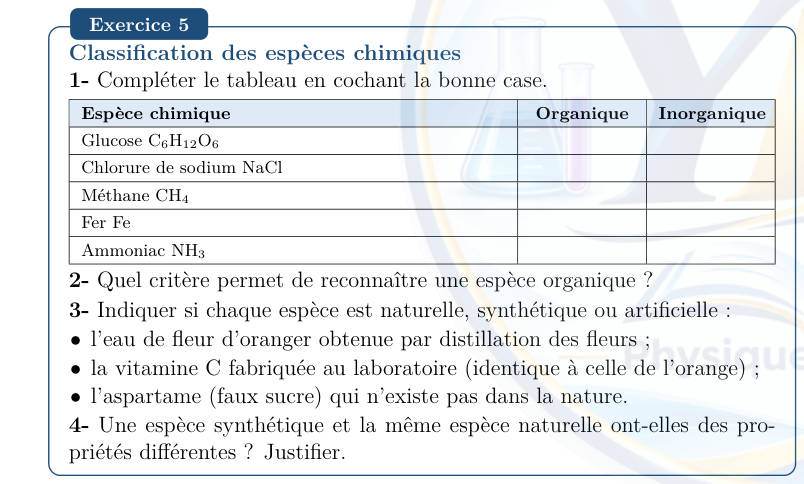 Exercice 5
Classification des espèces chimiques
1- Compléter le tableau en cochant la bonne case.
Espèce chimique Organique Inorganique
Glucose C₆H₁₂O₆
Chlorure de sodium NaCl
Méthane CH₄
Fer Fe
Ammoniac NH₃
2- Quel critère permet de reconnaître une espèce organique ?
3- Indiquer si chaque espèce est naturelle, synthétique ou artificielle :
• l'eau de fleur d'oranger obtenue par distillation des fleurs ;
• la vitamine C fabriquée au laboratoire (identique à celle de l'orange) ;
• l'aspartame (faux sucre) qui n'existe pas dans la nature.
4- Une espèce synthétique et la même espèce naturelle ont-elles des pro-
priétés différentes ? Justifier.